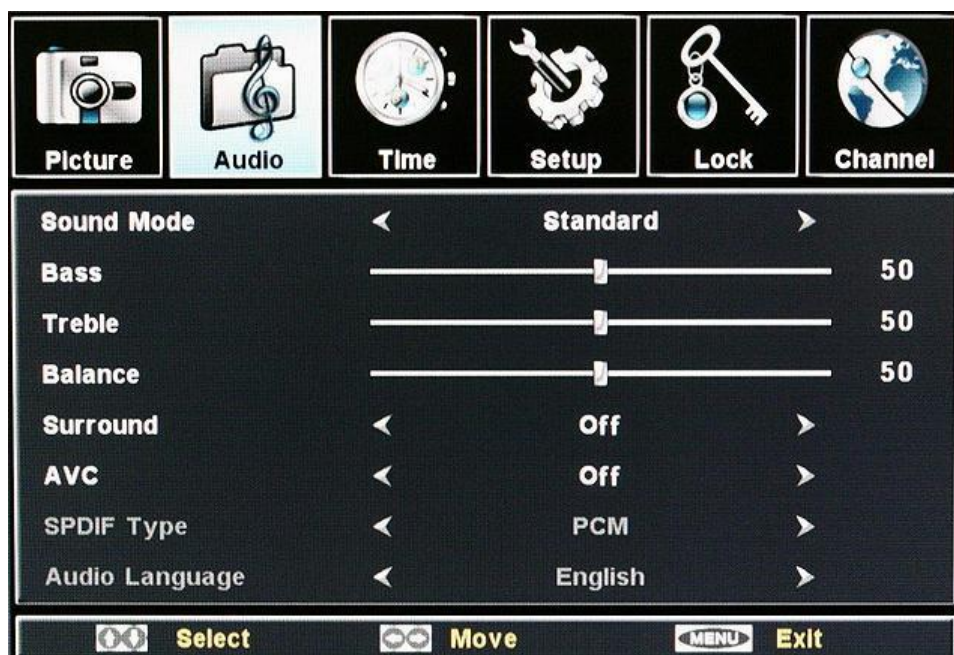 Picture Audio Time Setup Lock Channel
Sound Mode Standard
Bass 50
Treble 50
Balance 50
Surround Off
AVC Off
SPDIF Type PCM
Audio Language English
Select Move MENU Exit